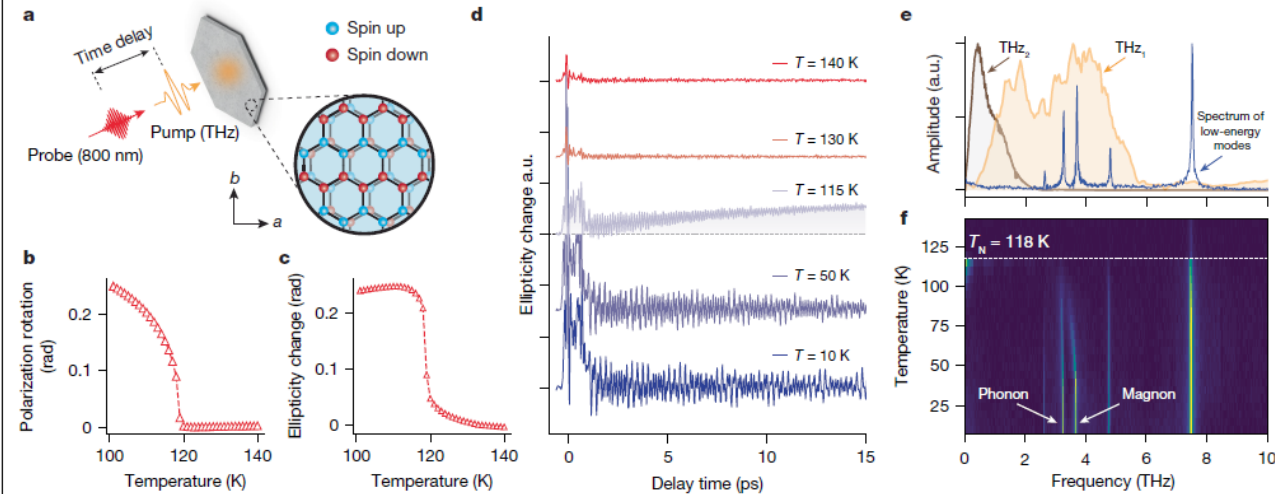 a
Time delay
Pump (THz)
Probe (800 nm)
Spin up
Spin down
b
a
b
Polarization rotation
(rad)
0.2
0.1
0
100
120
140
Temperature (K)
c
Ellipticity change (rad)
0.2
0.1
0
100
120
140
Temperature (K)
d
Ellipticity change a.u.
T = 140 K
T = 130 K
T = 115 K
T = 50 K
T = 10 K
0
5
10
15
Delay time (ps)
e
Amplitude (a.u.)
THz2
THz1
Spectrum of
low-energy
modes
f
Temperature (K)
125
100
75
50
25
TN = 118 K
Phonon
Magnon
0
2
4
6
8
10
Frequency (THz)